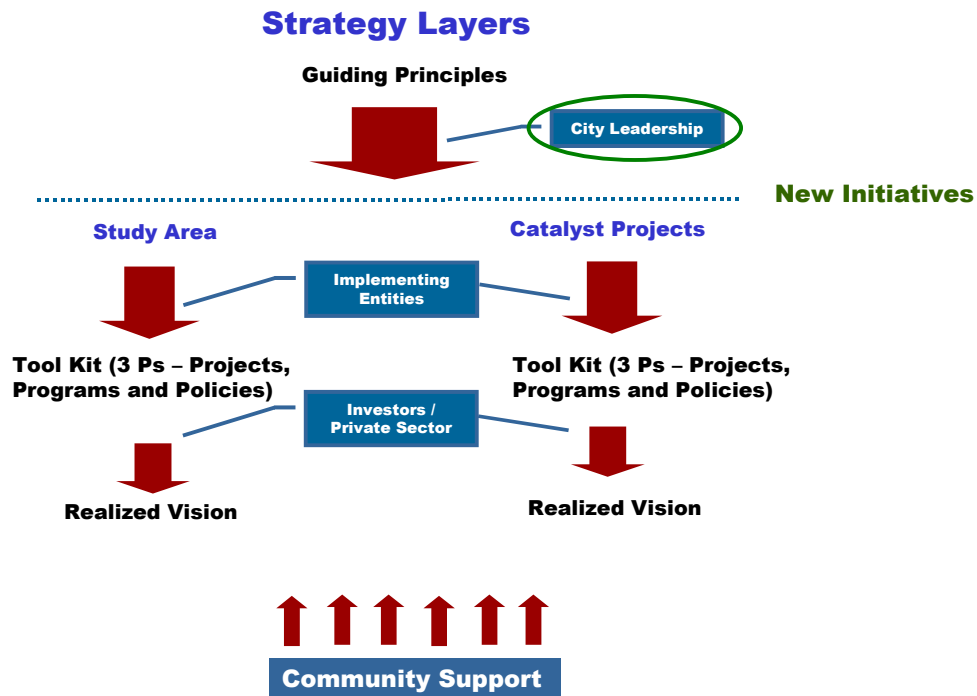 Strategy Layers
Guiding Principles
City Leadership
New Initiatives
Study Area
Catalyst Projects
Implementing
Entities
Tool Kit (3 Ps – Projects,
Programs and Policies)
Tool Kit (3 Ps – Projects,
Programs and Policies)
Investors /
Private Sector
Realized Vision
Realized Vision
Community Support